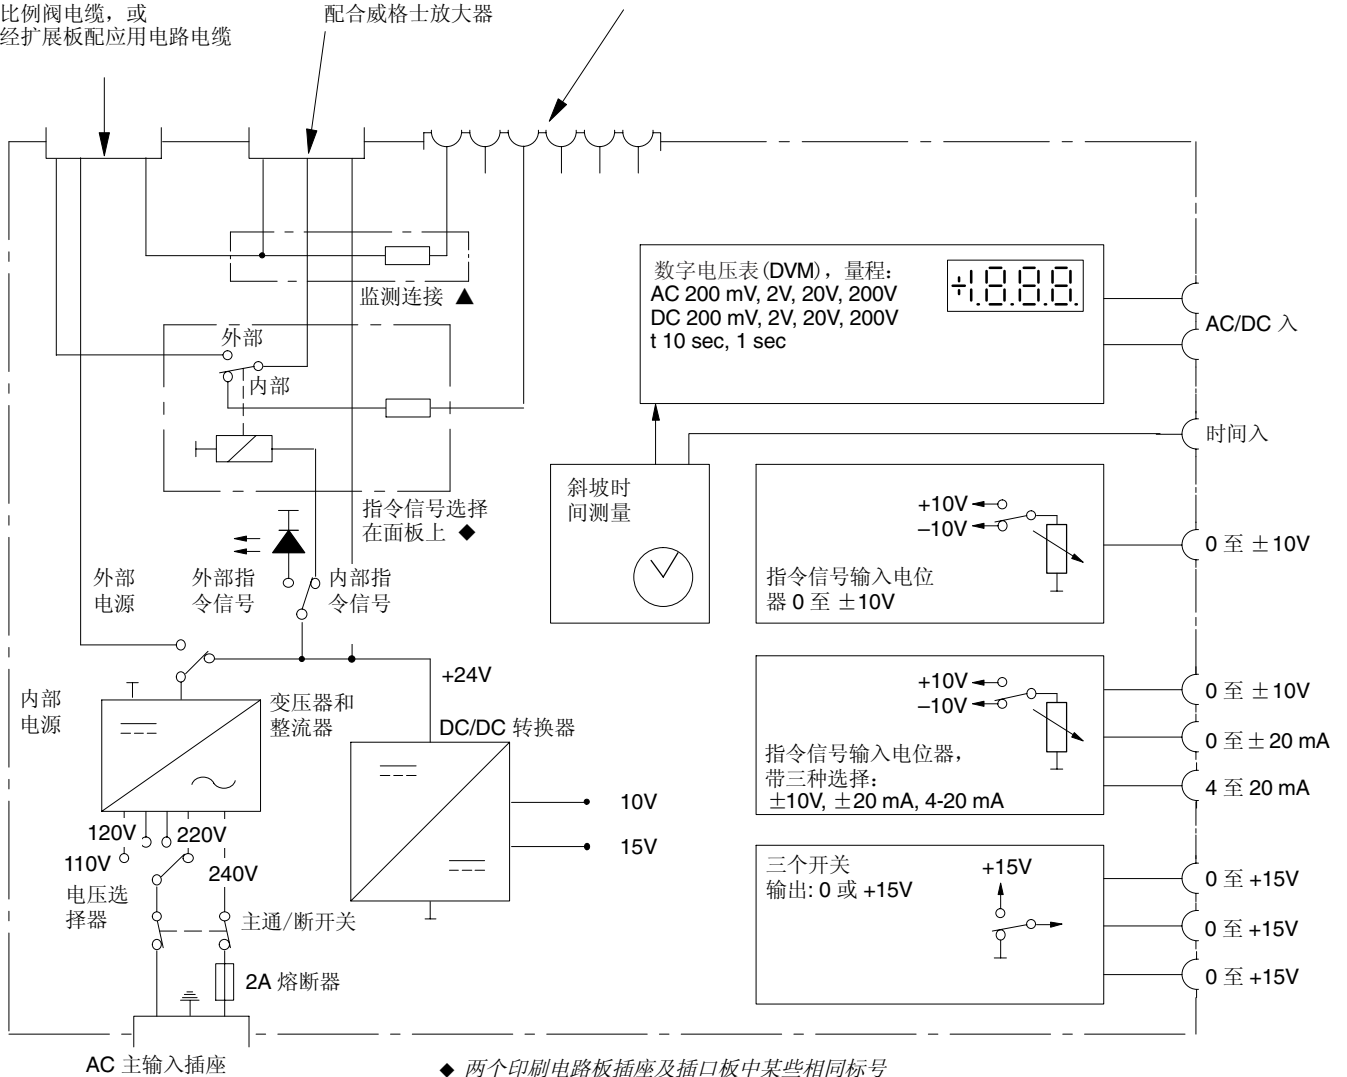 比例阀电缆，或
经扩展板配应用电路电缆
配合威格士放大器
监测连接 ▲
数字电压表(DVM)，量程:
AC 200 mV, 2V, 20V, 200V
DC 200 mV, 2V, 20V, 200V
t 10 sec, 1 sec
AC/DC 入
外部
内部
时间入
指令信号选择
在面板上 ◆
斜坡时
间测量
+10V
–10V
指令信号输入电位
器 0 至 ±10V
0 至 ±10V
外部
电源
外部指
令信号
内部指
令信号
+24V
内部
电源
变压器和
整流器
DC/DC 转换器
+10V
–10V
指令信号输入电位器，
带三种选择:
±10V, ±20 mA, 4-20 mA
0 至 ±10V
0 至±20 mA
4 至 20 mA
10V
15V
120V
220V
110V
240V
电压选
择器
主通/断开关
2A 熔断器
三个开关
输出: 0 或 +15V
+15V
0 至 +15V
0 至 +15V
0 至 +15V
AC 主输入插座
◆ 两个印刷电路板插座及插口板中某些相同标号